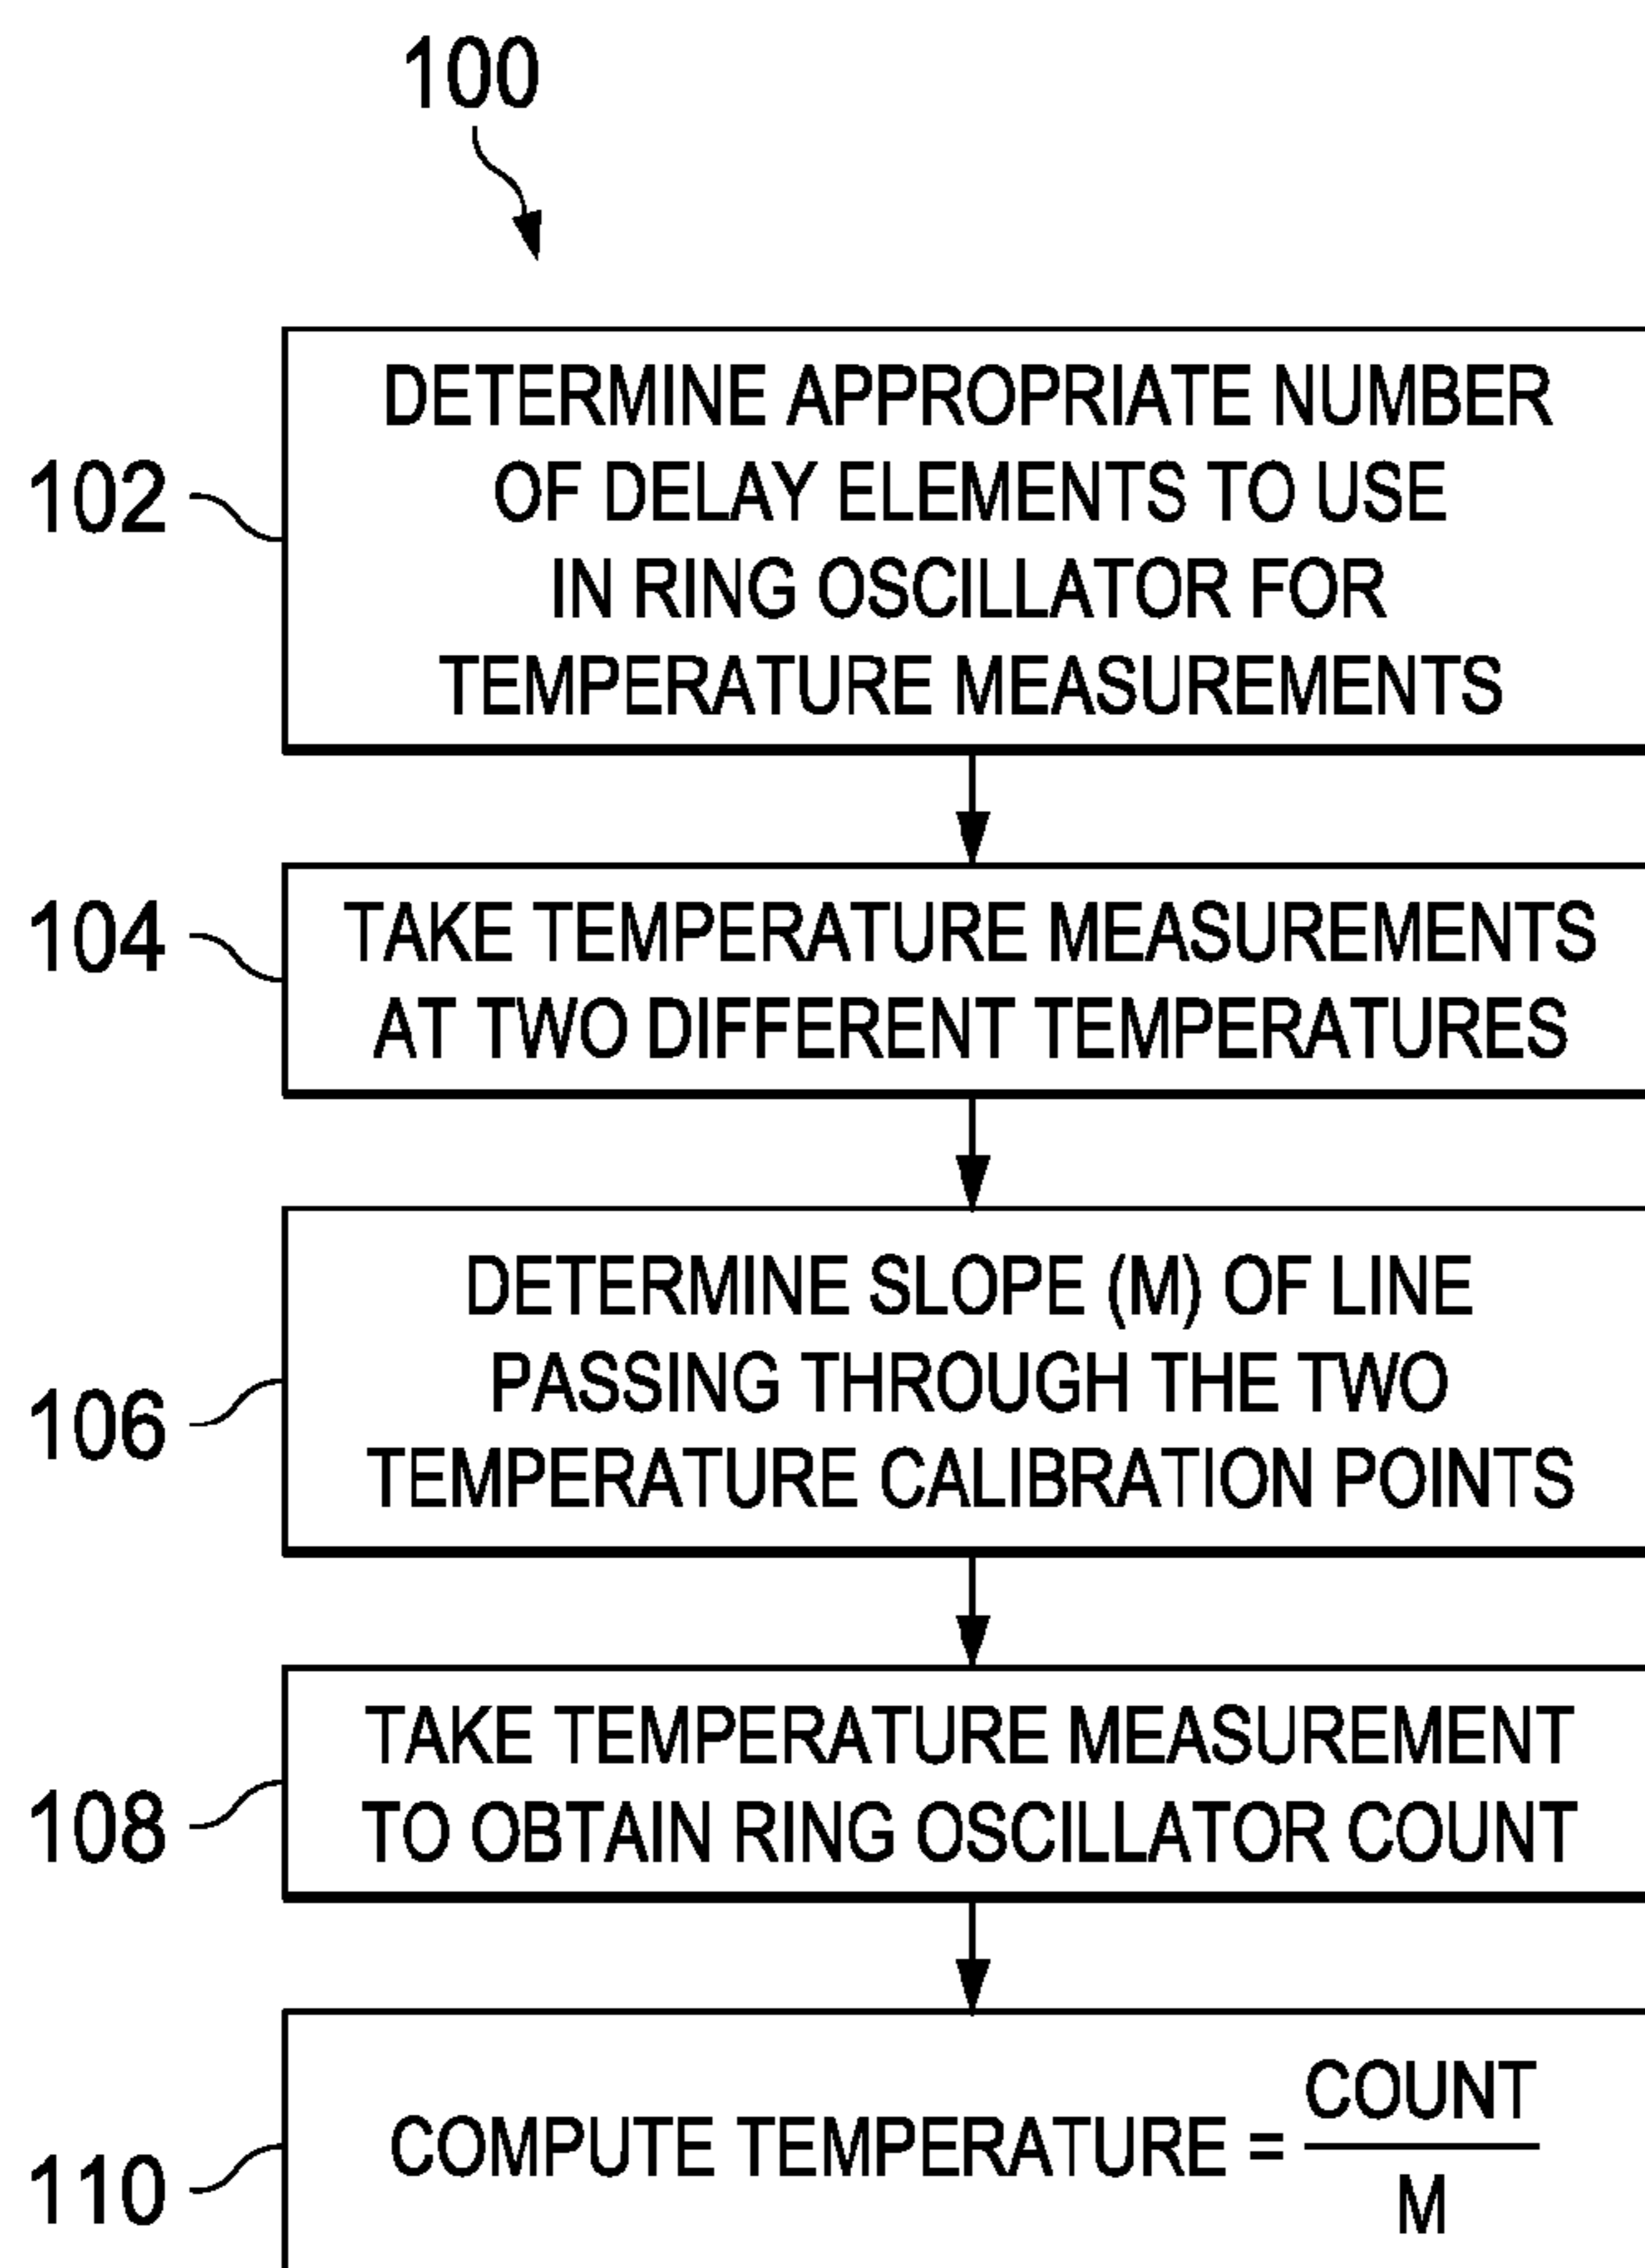 100
102
DETERMINE APPROPRIATE NUMBER
OF DELAY ELEMENTS TO USE
IN RING OSCILLATOR FOR
TEMPERATURE MEASUREMENTS
104
TAKE TEMPERATURE MEASUREMENTS
AT TWO DIFFERENT TEMPERATURES
106
DETERMINE SLOPE (M) OF LINE
PASSING THROUGH THE TWO
TEMPERATURE CALIBRATION POINTS
108
TAKE TEMPERATURE MEASUREMENT
TO OBTAIN RING OSCILLATOR COUNT
110
COMPUTE TEMPERATURE = COUNT
M